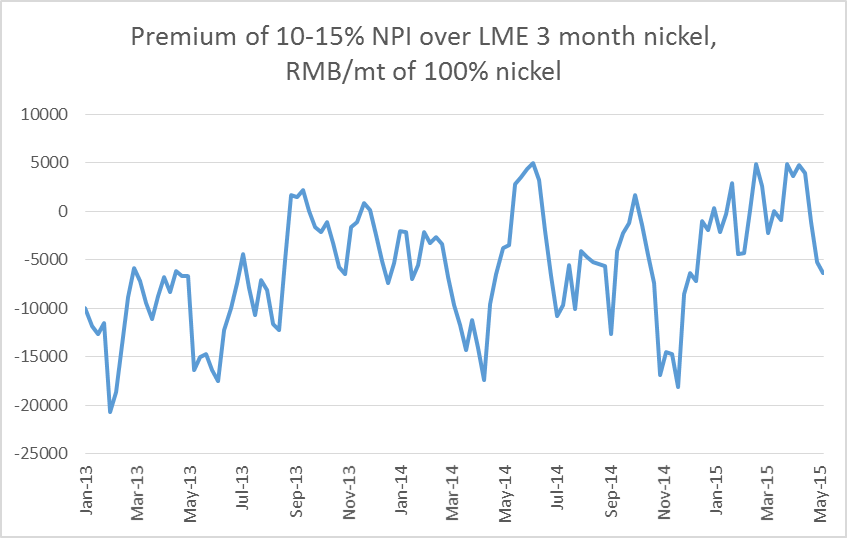 Premium of 10-15% NPI over LME 3 month nickel,
RMB/mt of 100% nickel
10000
5000
0
-5000
-10000
-15000
-20000
-25000
Jan-13
Mar-13
May-13
Jul-13
Sep-13
Nov-13
Jan-14
Mar-14
May-14
Jul-14
Sep-14
Nov-14
Jan-15
Mar-15
May-15